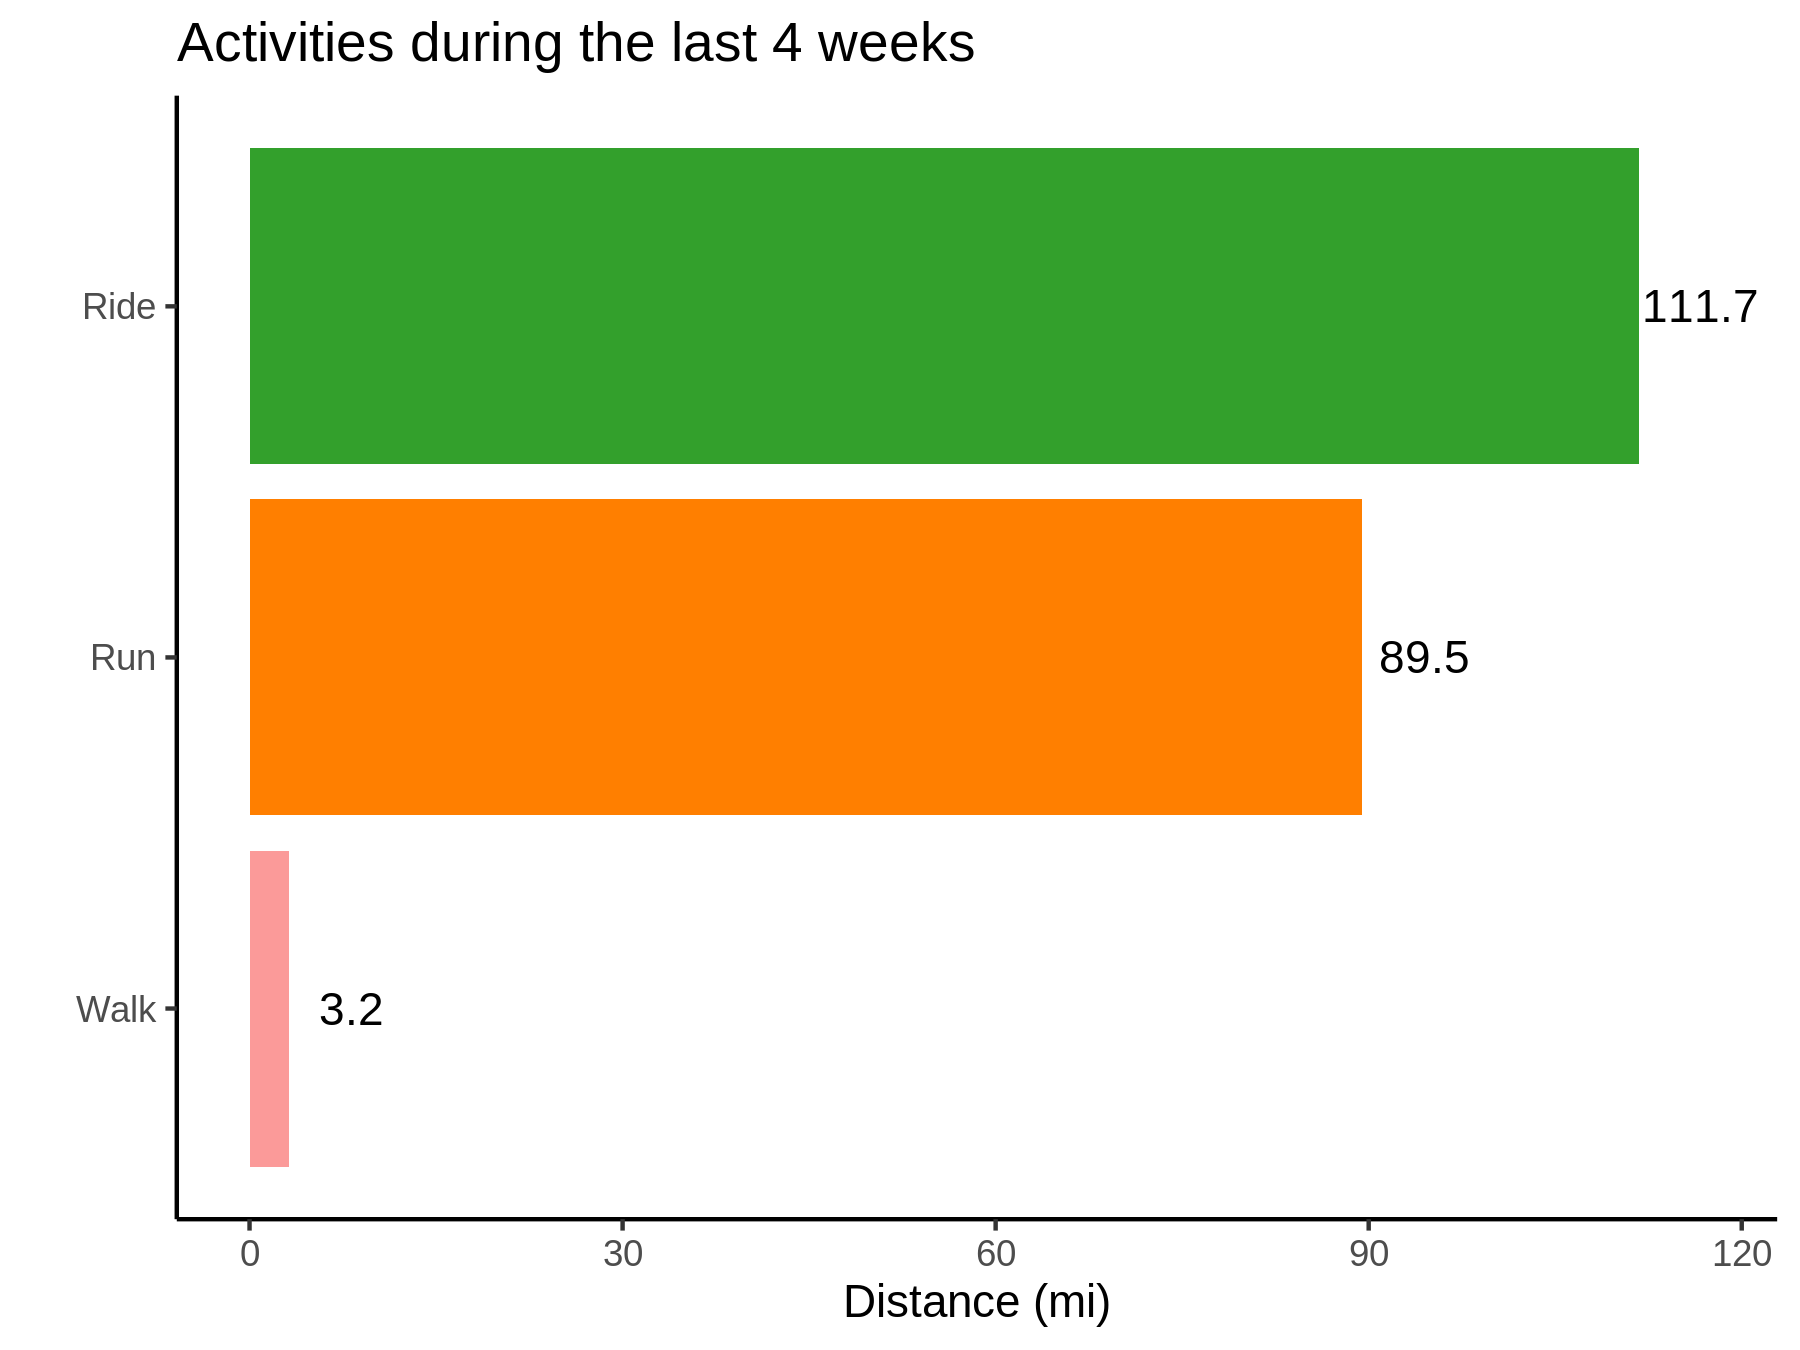 Activities during the last 4 weeks
Ride
111.7
Run
89.5
Walk
3.2
0 30 60 90 120
Distance (mi)